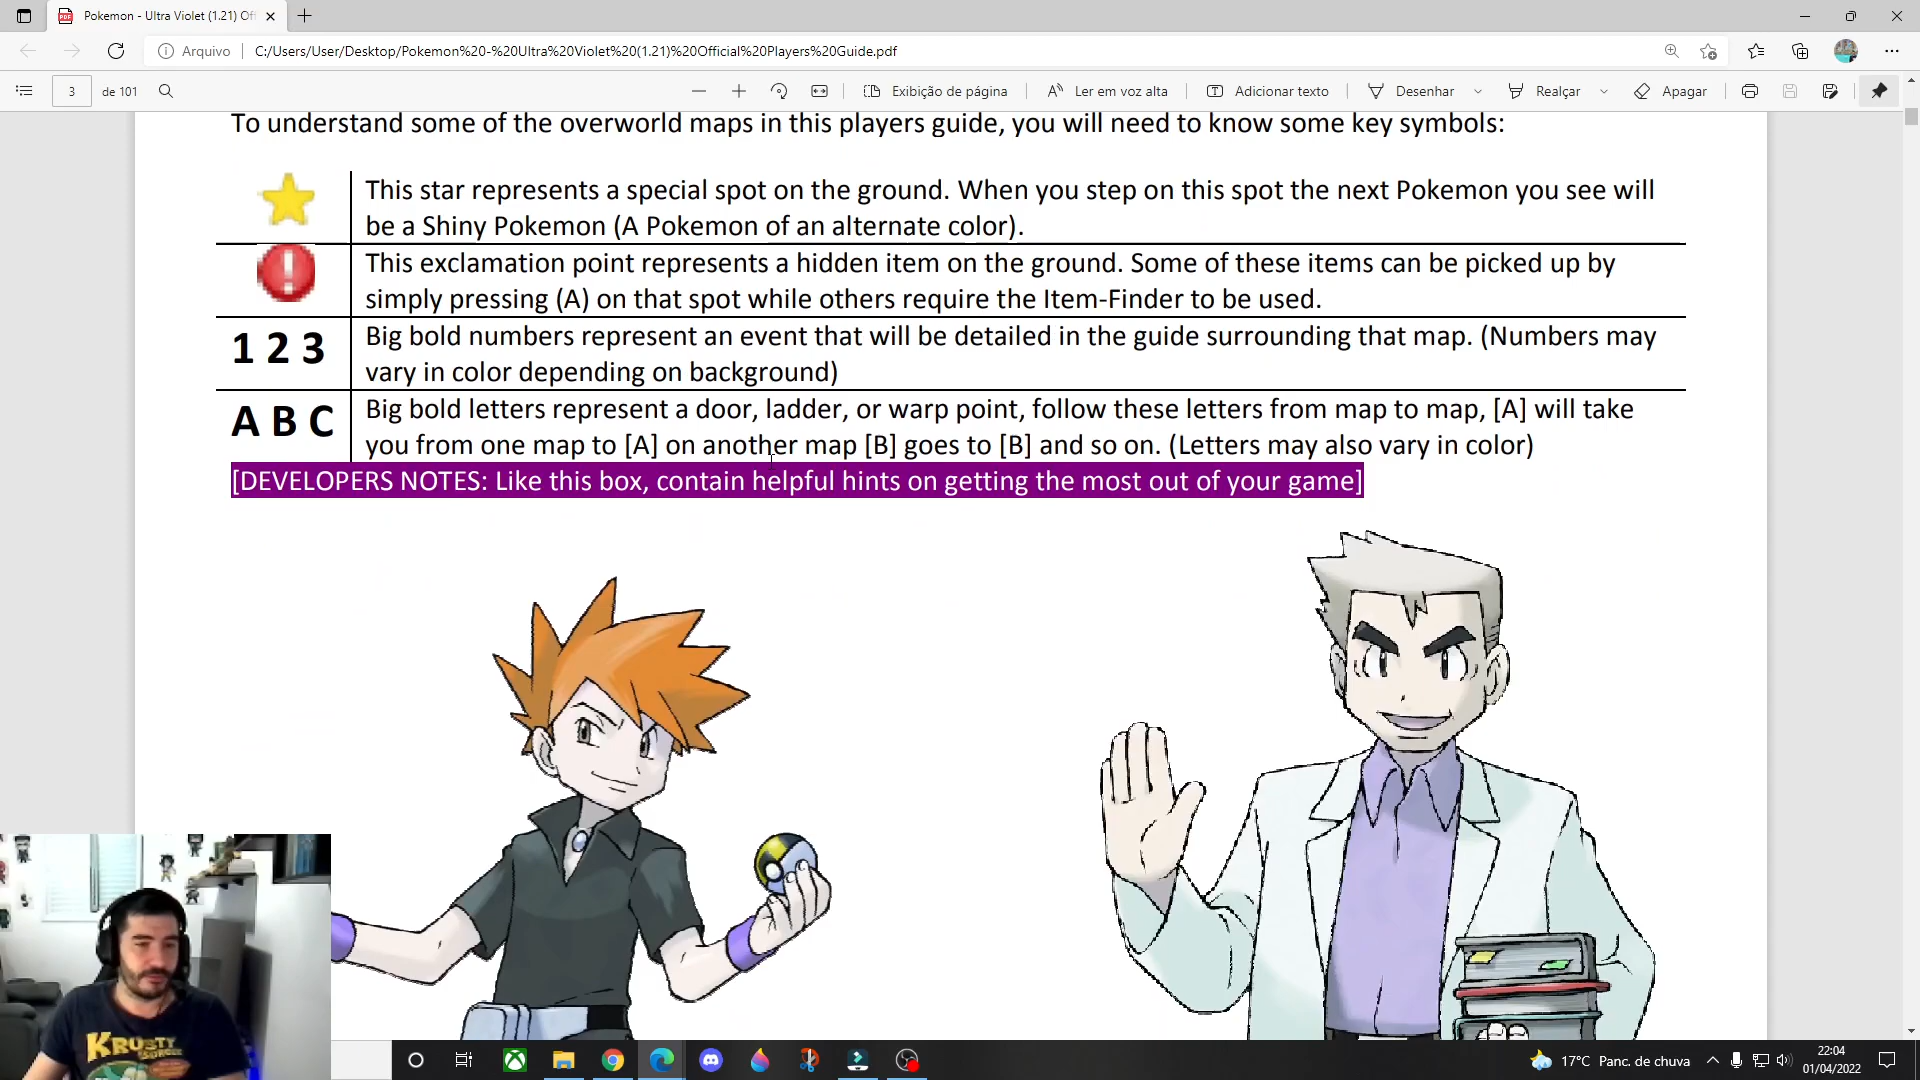 Pokemon - Ultra Violet (1.21) Off
Arquivo
C:/Users/User/Desktop/Pokemon%20-%20Ultra%20Violet%20(1.21)%20Official%20Players%20Guide.pdf
3 de 101
Exibição de página
Ler em voz alta
Adicionar texto
Desenhar
Realçar
Apagar
To understand some of the overworld maps in this players guide, you will need to know some key symbols:
This star represents a special spot on the ground. When you step on this spot the next Pokemon you see will
be a Shiny Pokemon (A Pokemon of an alternate color).
This exclamation point represents a hidden item on the ground. Some of these items can be picked up by
simply pressing (A) on that spot while others require the Item-Finder to be used.
1 2 3
Big bold numbers represent an event that will be detailed in the guide surrounding that map. (Numbers may
vary in color depending on background)
A B C
Big bold letters represent a door, ladder, or warp point, follow these letters from map to map, [A] will take
you from one map to [A] on another map [B] goes to [B] and so on. (Letters may also vary in color)
[DEVELOPERS NOTES: Like this box, contain helpful hints on getting the most out of your game]
KRUSTY
17°C Panc. de chuva
22:04
01/04/2022